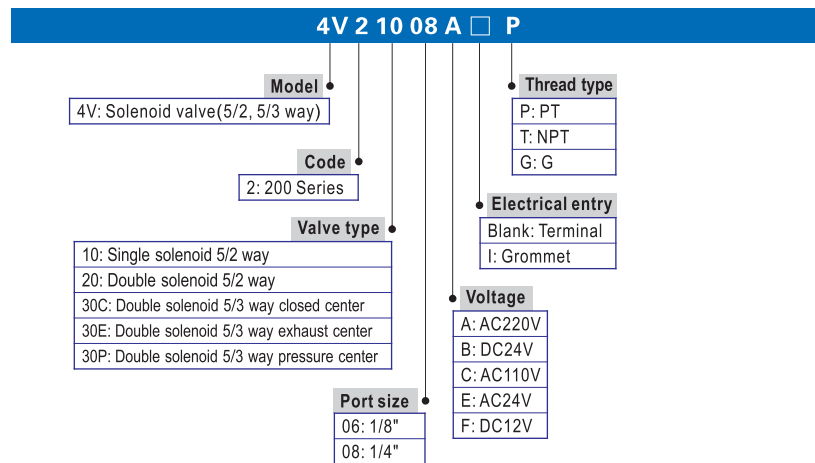 4V 2 10 08 A □ P
Model
4V: Solenoid valve(5/2, 5/3 way)
Code
2: 200 Series
Valve type
10: Single solenoid 5/2 way
20: Double solenoid 5/2 way
30C: Double solenoid 5/3 way closed center
30E: Double solenoid 5/3 way exhaust center
30P: Double solenoid 5/3 way pressure center
Port size
06: 1/8"
08: 1/4"
Voltage
A: AC220V
B: DC24V
C: AC110V
E: AC24V
F: DC12V
Electrical entry
Blank: Terminal
I: Grommet
Thread type
P: PT
T: NPT
G: G